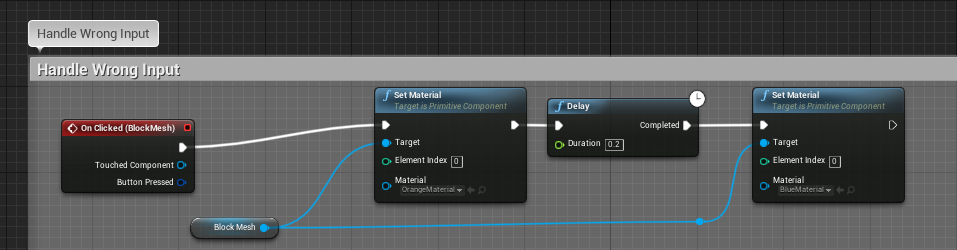 Handle Wrong Input
Handle Wrong Input
On Clicked (BlockMesh)
Touched Component
Button Pressed
Block Mesh
Set Material
Target is Primitive Component
Target
Element Index 0
Material
OrangeMaterial
Delay
Completed
Duration 0.2
Set Material
Target is Primitive Component
Target
Element Index 0
Material
BlueMaterial